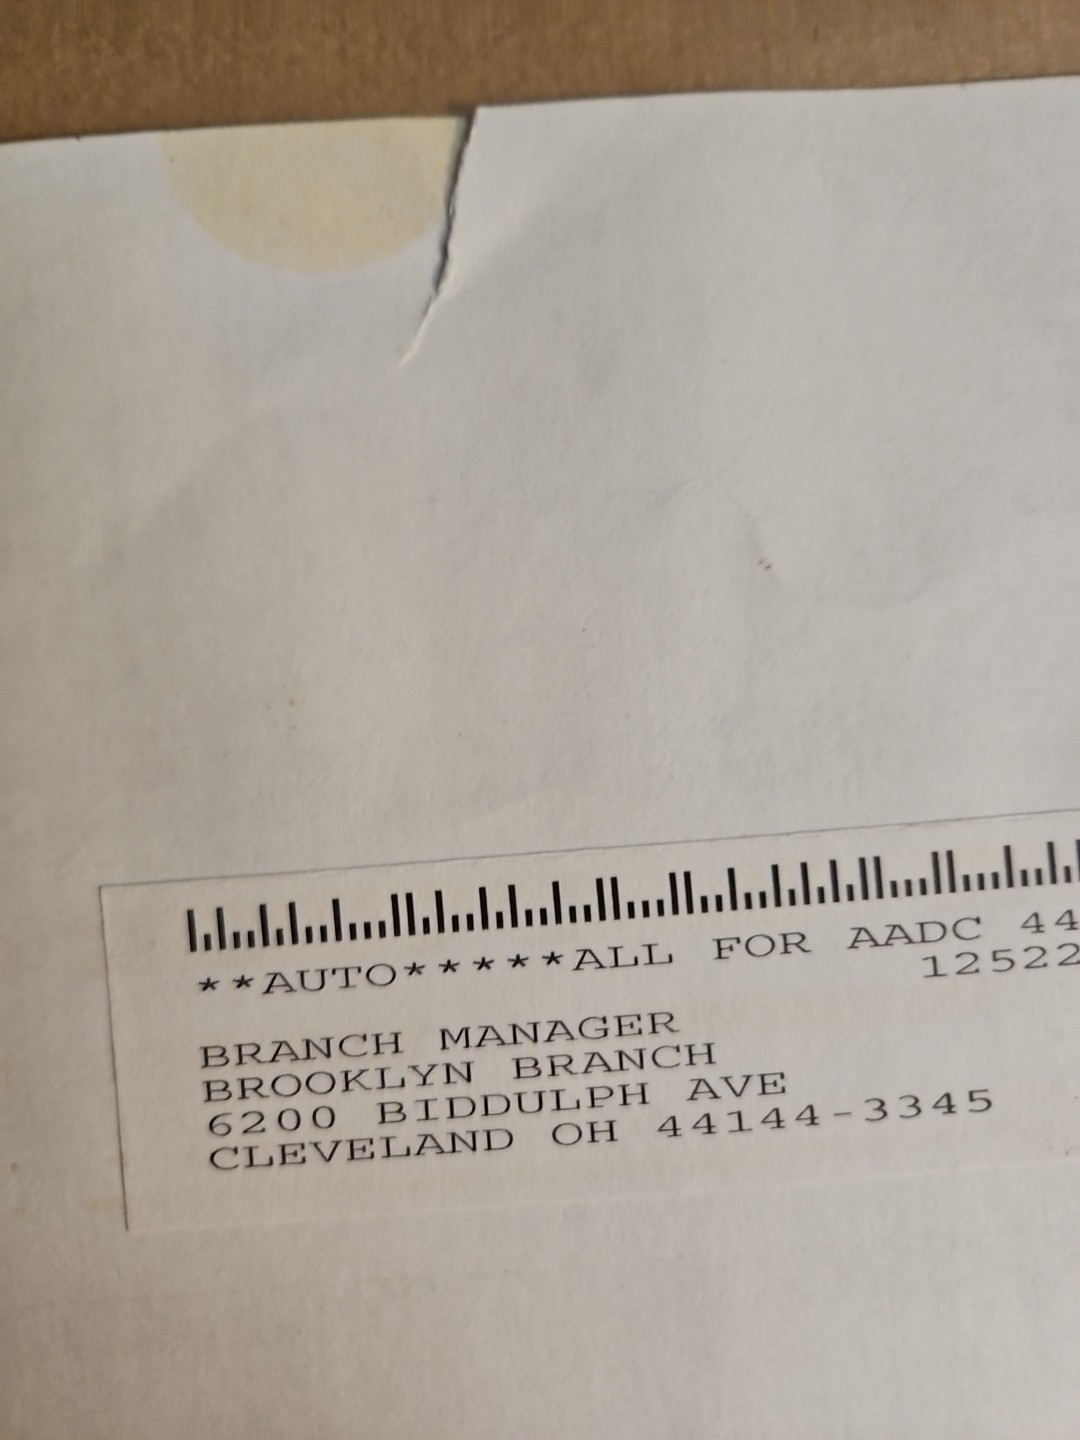 **AUTO*****ALL FOR AADC 44
12522
BRANCH MANAGER
BROOKLYN BRANCH
6200 BIDDULPH AVE
CLEVELAND OH 44144-3345